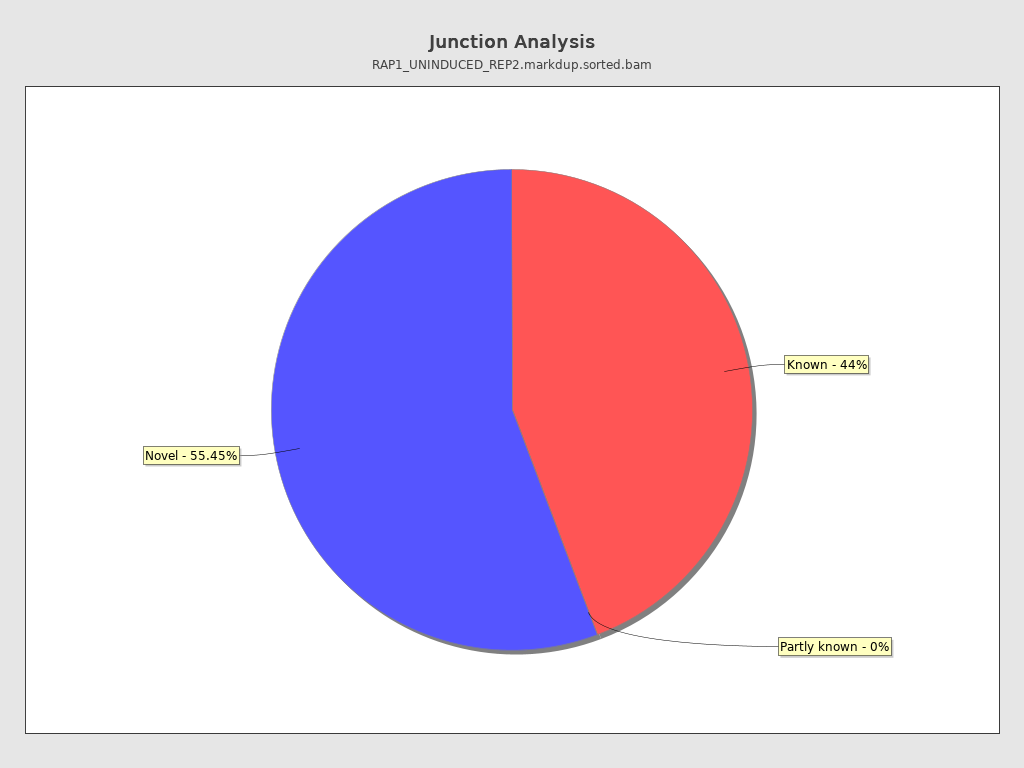 Junction Analysis
RAP1_UNINDUCED_REP2.markdup.sorted.bam
Known - 44%
Novel - 55.45%
Partly known - 0%